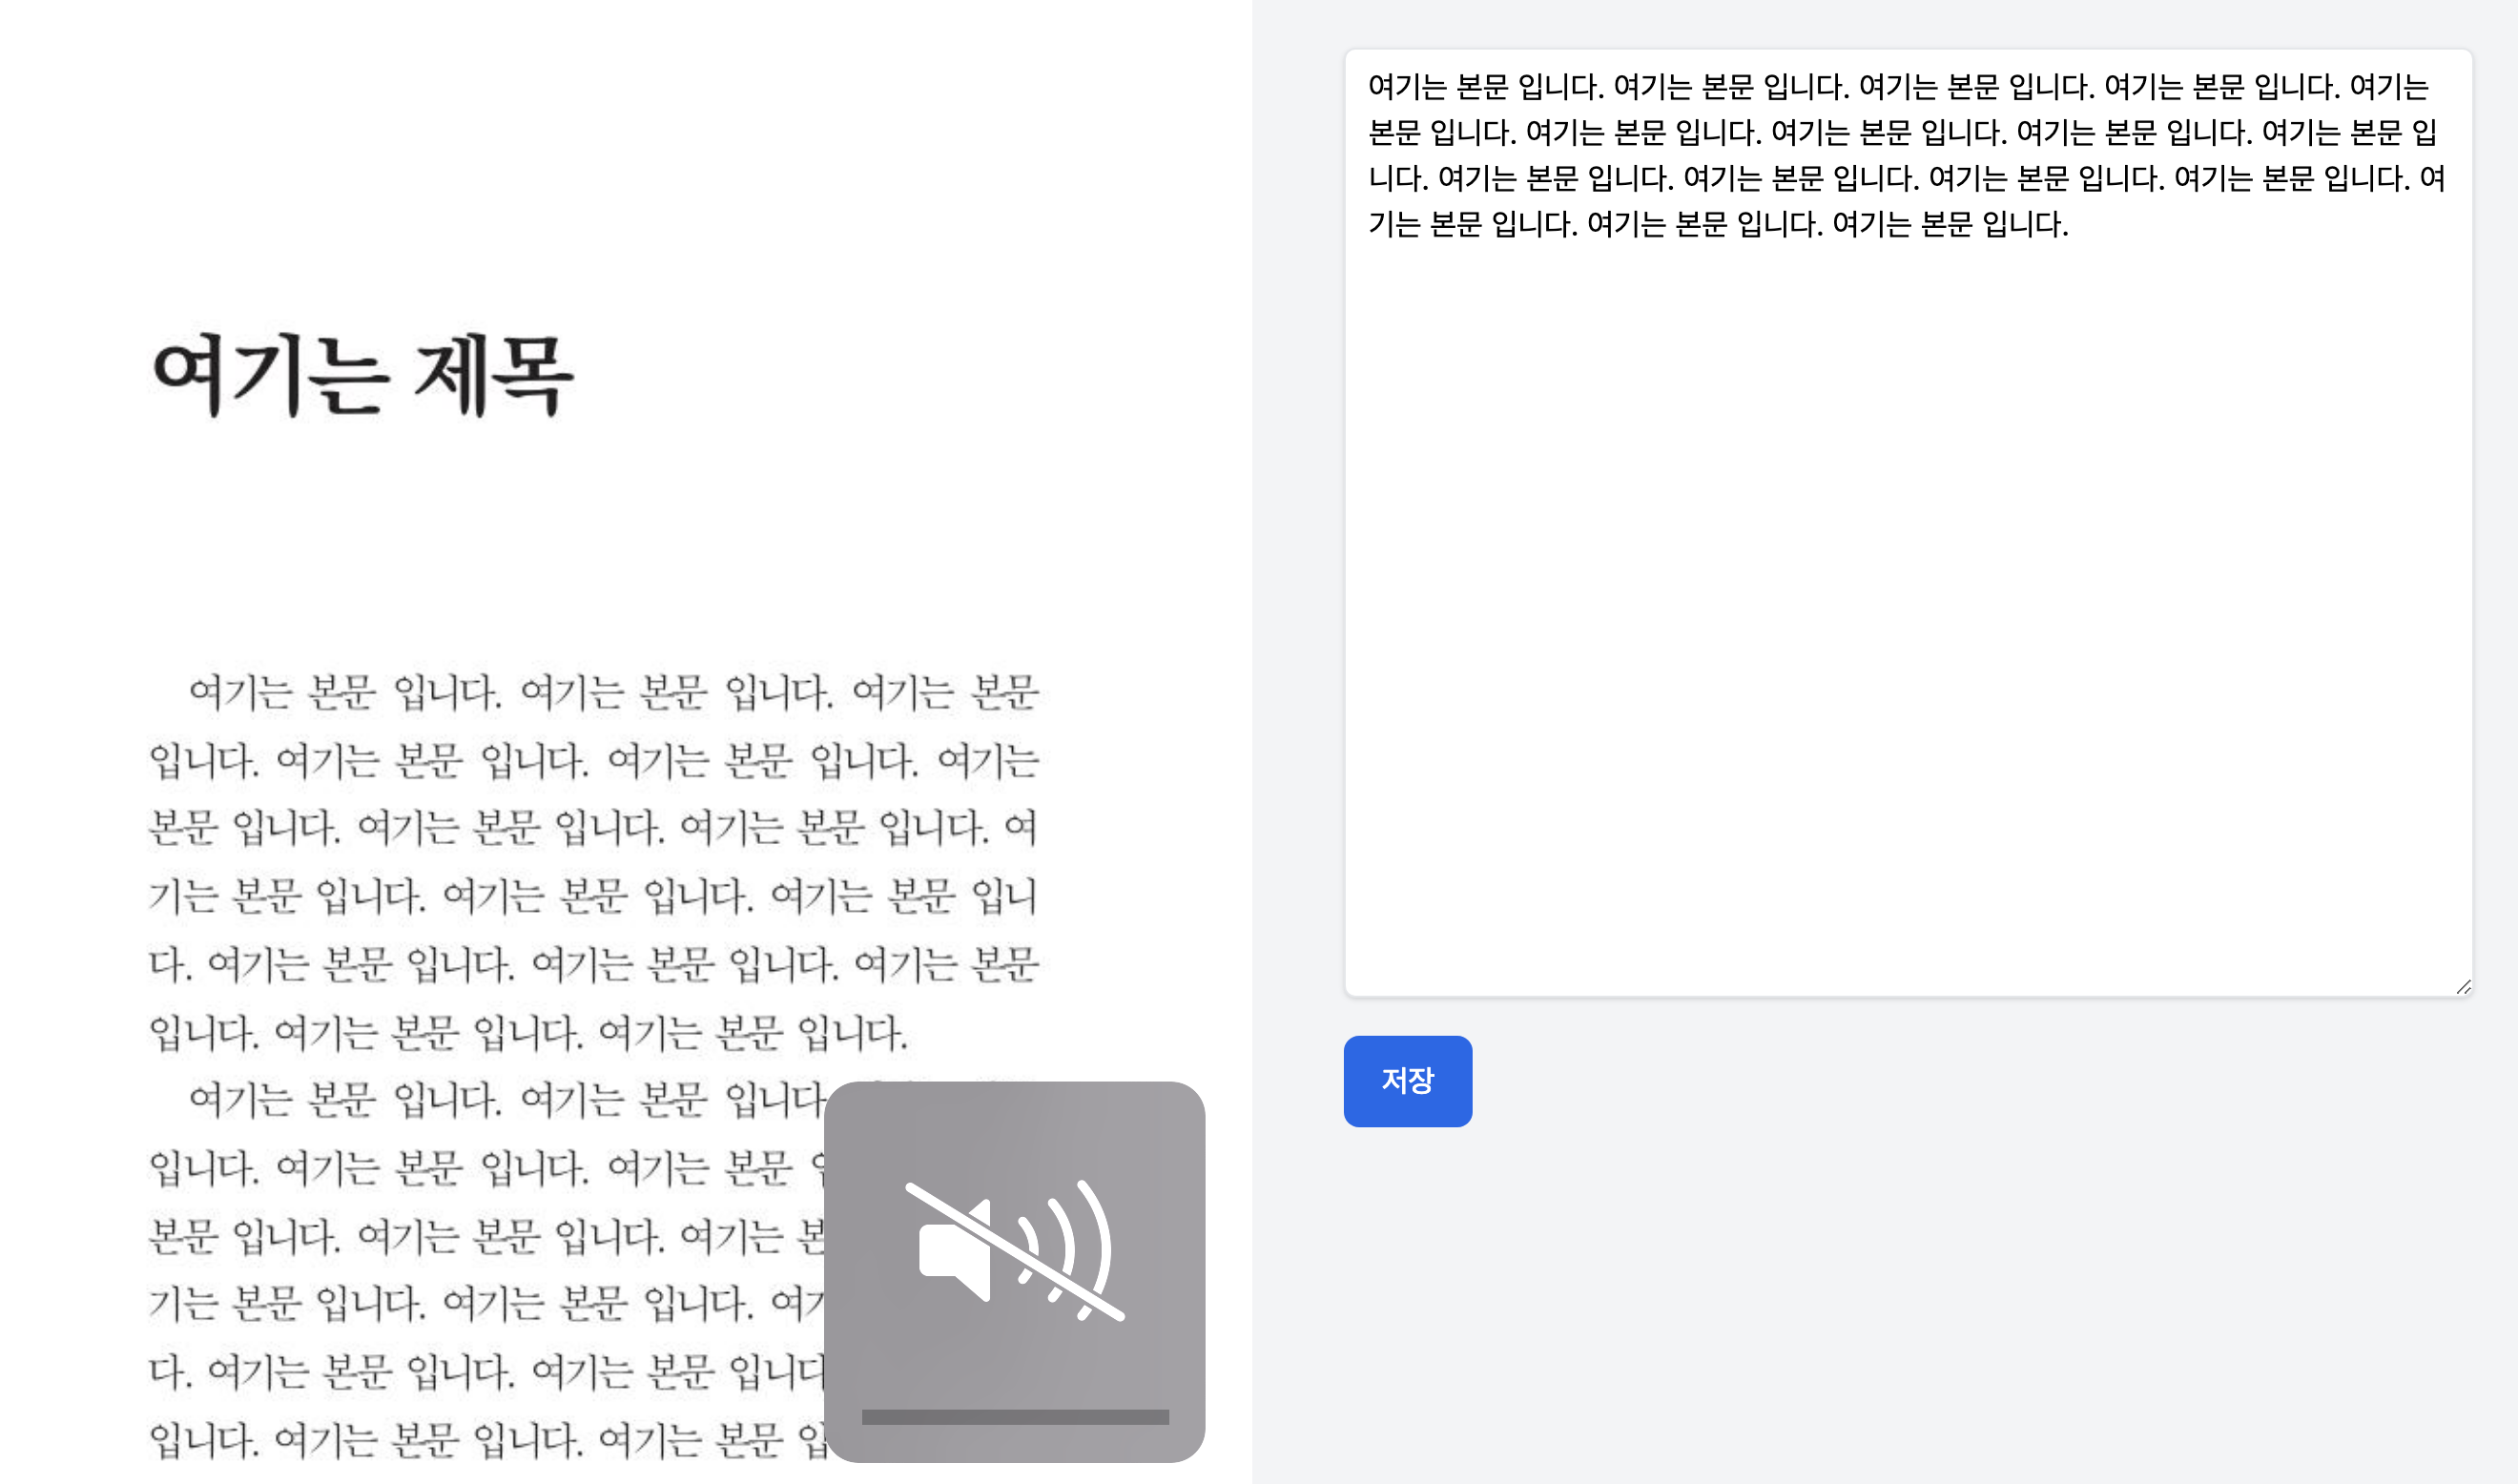 여기는 제목
여기는 본문 입니다. 여기는 본문 입니다. 여기는 본문
입니다. 여기는 본문 입니다. 여기는 본문 입니다. 여기는
본문 입니다. 여기는 본문 입니다. 여기는 본문 입니다. 여
기는 본문 입니다. 여기는 본문 입니다. 여기는 본문 입니
다. 여기는 본문 입니다. 여기는 본문 입니다. 여기는 본문
입니다. 여기는 본문 입니다. 여기는 본문 입니다.
여기는 본문 입니다. 여기는 본문 입니다
입니다. 여기는 본문 입니다. 여기는 본문
본문 입니다. 여기는 본문 입니다. 여기는
기는 본문 입니다. 여기는 본문 입니다.
다. 여기는 본문 입니다. 여기는 본문 입니다
입니다. 여기는 본문 입니다. 여기는 본문
여기는 본문 입니다. 여기는 본문 입니다. 여기는 본문 입니다. 여기는 본문 입니다. 여기는
본문 입니다. 여기는 본문 입니다. 여기는 본문 입니다. 여기는 본문 입니다. 여기는 본문 입
니다. 여기는 본문 입니다. 여기는 본문 입니다. 여기는 본문 입니다. 여기는 본문 입니다. 여
기는 본문 입니다. 여기는 본문 입니다. 여기는 본문 입니다.
저장